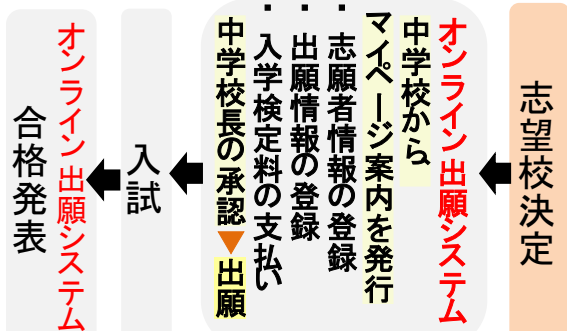 志望校決定
オンライン出願システム
中学校から
マイページ案内を発行
・志願者情報の登録
・出願情報の登録
・入学検定料の支払い
中学校長の承認▼出願
入試
オンライン出願システム
合格発表